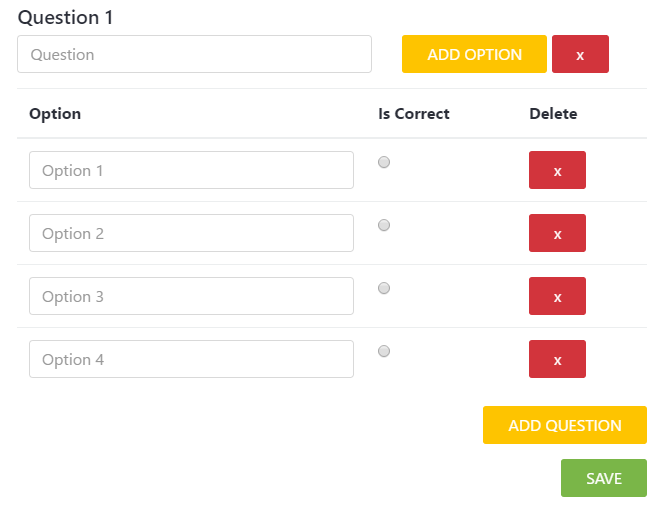 Question 1
Question ADD OPTION x
Option Is Correct Delete
Option 1 x
Option 2 x
Option 3 x
Option 4 x
ADD QUESTION
SAVE